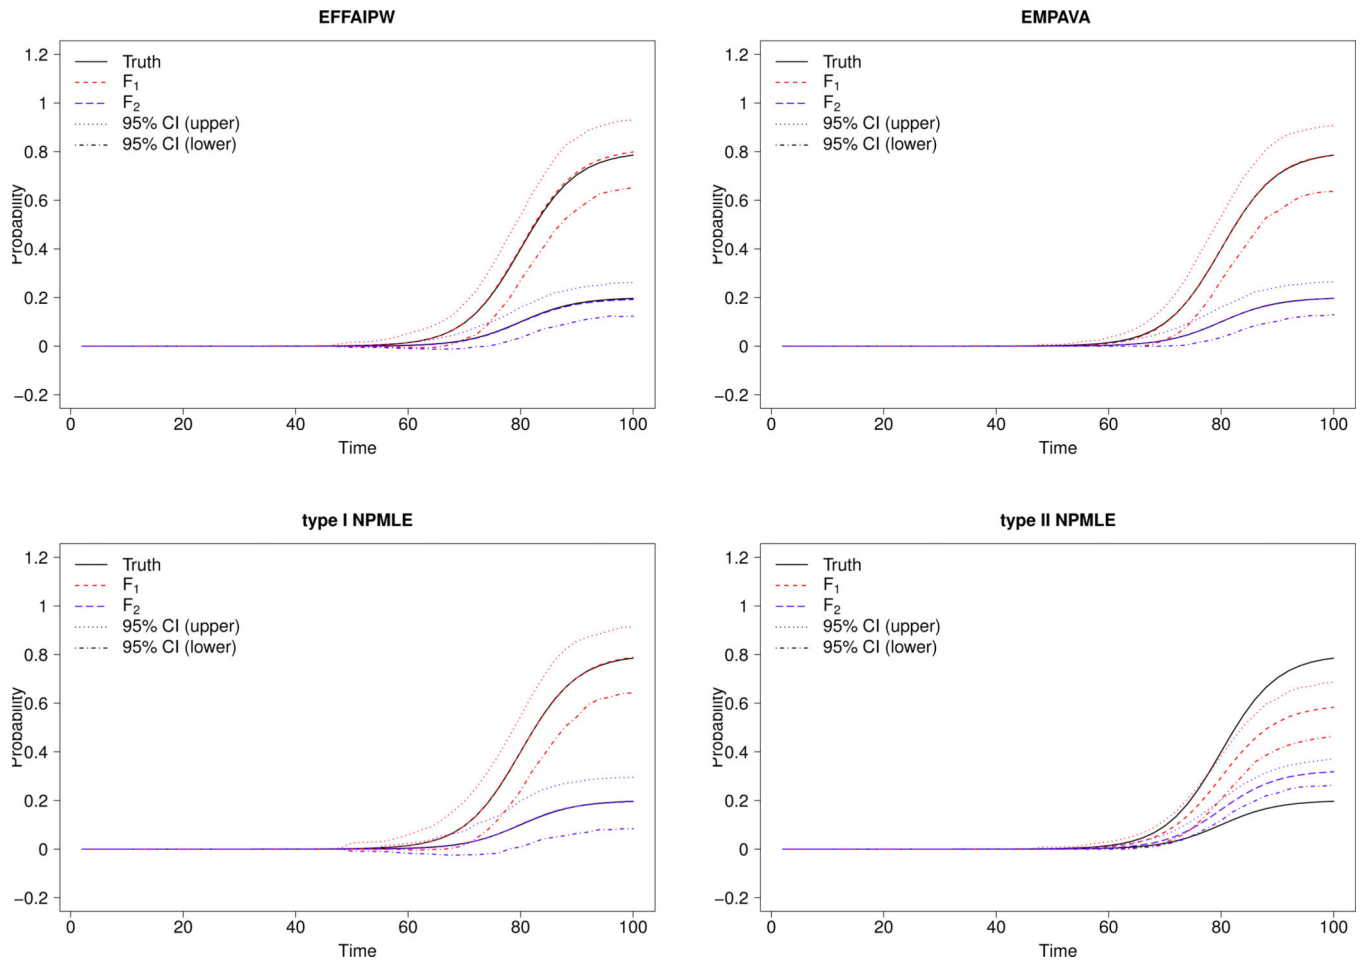 EFFAIPW
1.2
1
0.8
0.6
0.4
0.2
0
−0.2
Probability
Truth
F1
F2
95% CI (upper)
95% CI (lower)
0 20 40 60 80 100
Time
EMPAVA
1.2
1
0.8
0.6
0.4
0.2
0
−0.2
Probability
Truth
F1
F2
95% CI (upper)
95% CI (lower)
0 20 40 60 80 100
Time
type I NPMLE
1.2
1
0.8
0.6
0.4
0.2
0
−0.2
Probability
Truth
F1
F2
95% CI (upper)
95% CI (lower)
0 20 40 60 80 100
Time
type II NPMLE
1.2
1
0.8
0.6
0.4
0.2
0
−0.2
Probability
Truth
F1
F2
95% CI (upper)
95% CI (lower)
0 20 40 60 80 100
Time